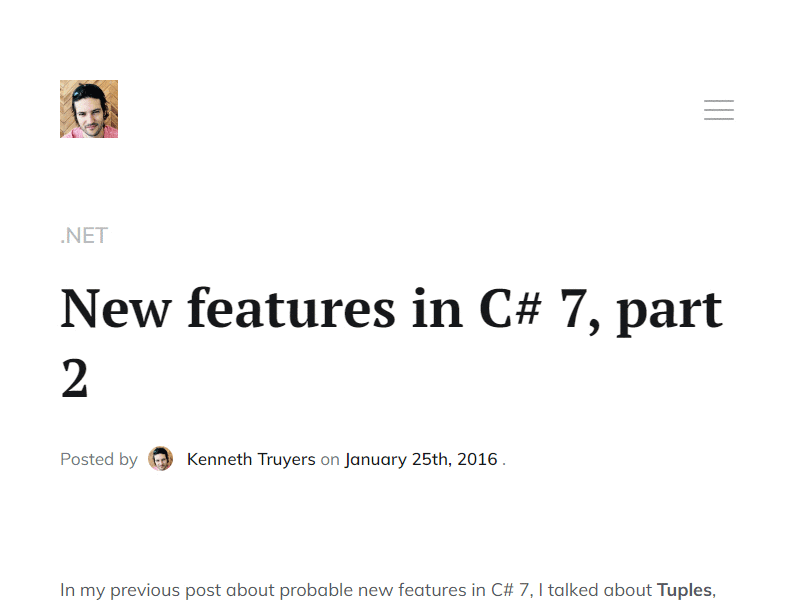 .NET
New features in C# 7, part
2
Posted by Kenneth Truyers on January 25th, 2016 .
In my previous post about probable new features in C# 7, I talked about Tuples,